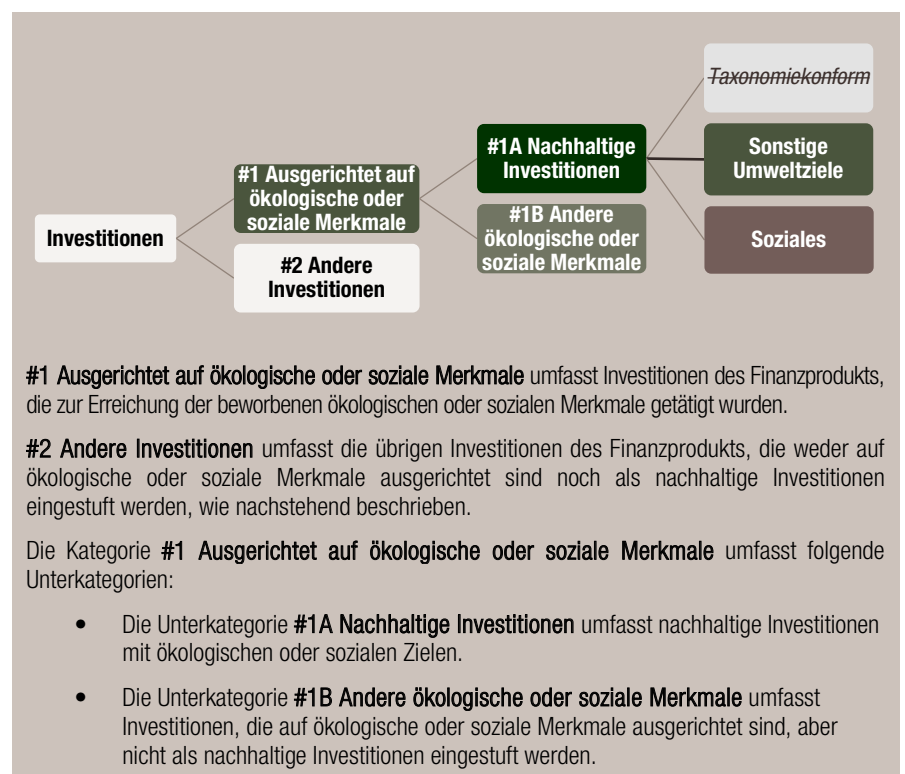 Taxonomiekonform
#1A Nachhaltige
Investitionen
Sonstige
Umweltziele
#1 Ausgerichtet auf
ökologische oder
soziale Merkmale
#1B Andere
ökologische oder
soziale Merkmale
Soziales
Investitionen
#2 Andere
Investitionen
#1 Ausgerichtet auf ökologische oder soziale Merkmale umfasst Investitionen des Finanzprodukts,
die zur Erreichung der beworbenen ökologischen oder sozialen Merkmale getätigt wurden.
#2 Andere Investitionen umfasst die übrigen Investitionen des Finanzprodukts, die weder auf
ökologische oder soziale Merkmale ausgerichtet sind noch als nachhaltige Investitionen
eingestuft werden, wie nachstehend beschrieben.
Die Kategorie #1 Ausgerichtet auf ökologische oder soziale Merkmale umfasst folgende
Unterkategorien:
• Die Unterkategorie #1A Nachhaltige Investitionen umfasst nachhaltige Investitionen
mit ökologischen oder sozialen Zielen.
• Die Unterkategorie #1B Andere ökologische oder soziale Merkmale umfasst
Investitionen, die auf ökologische oder soziale Merkmale ausgerichtet sind, aber
nicht als nachhaltige Investitionen eingestuft werden.